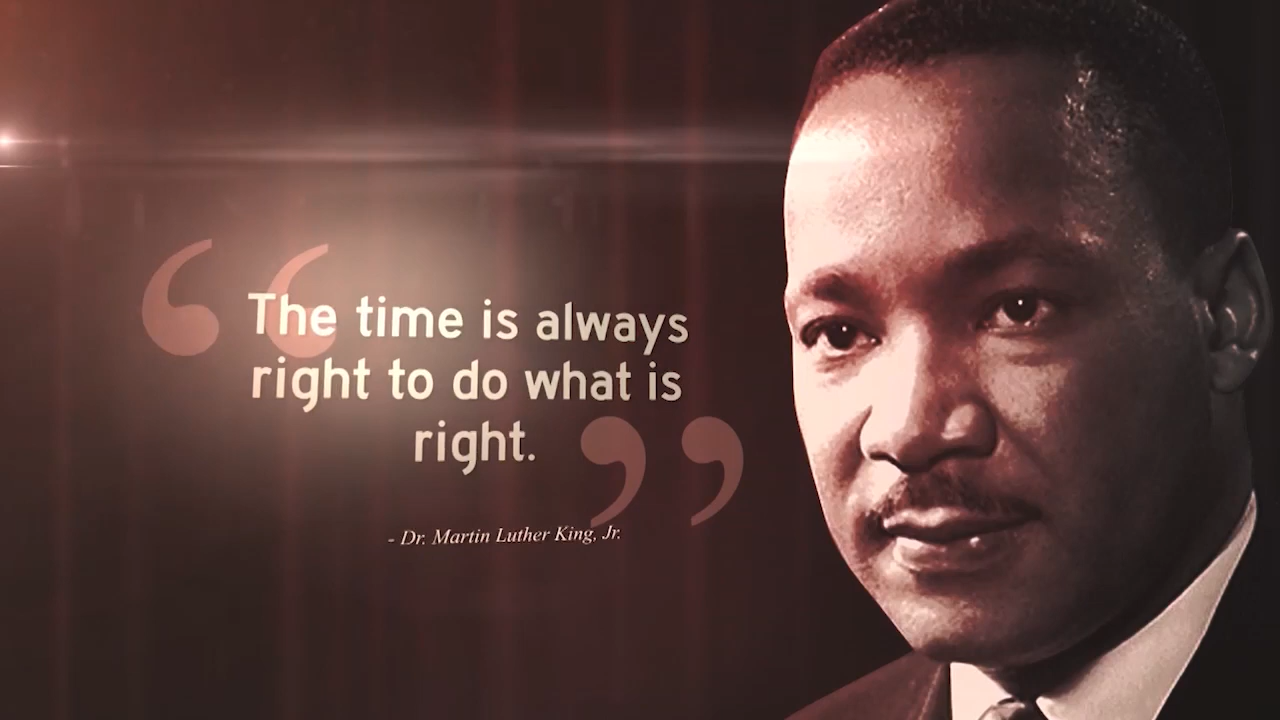 The time is always
right to do what is
right.
- Dr. Martin Luther King, Jr.